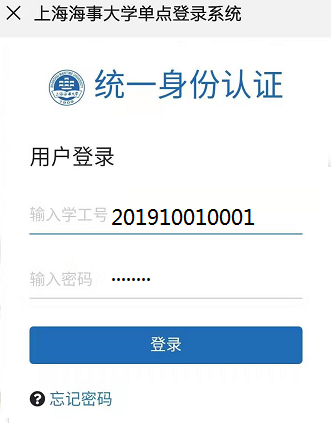 上海海事大学单点登录系统
统一身份认证
用户登录
输入学工号 201910010001
输入密码 ········
登录
忘记密码